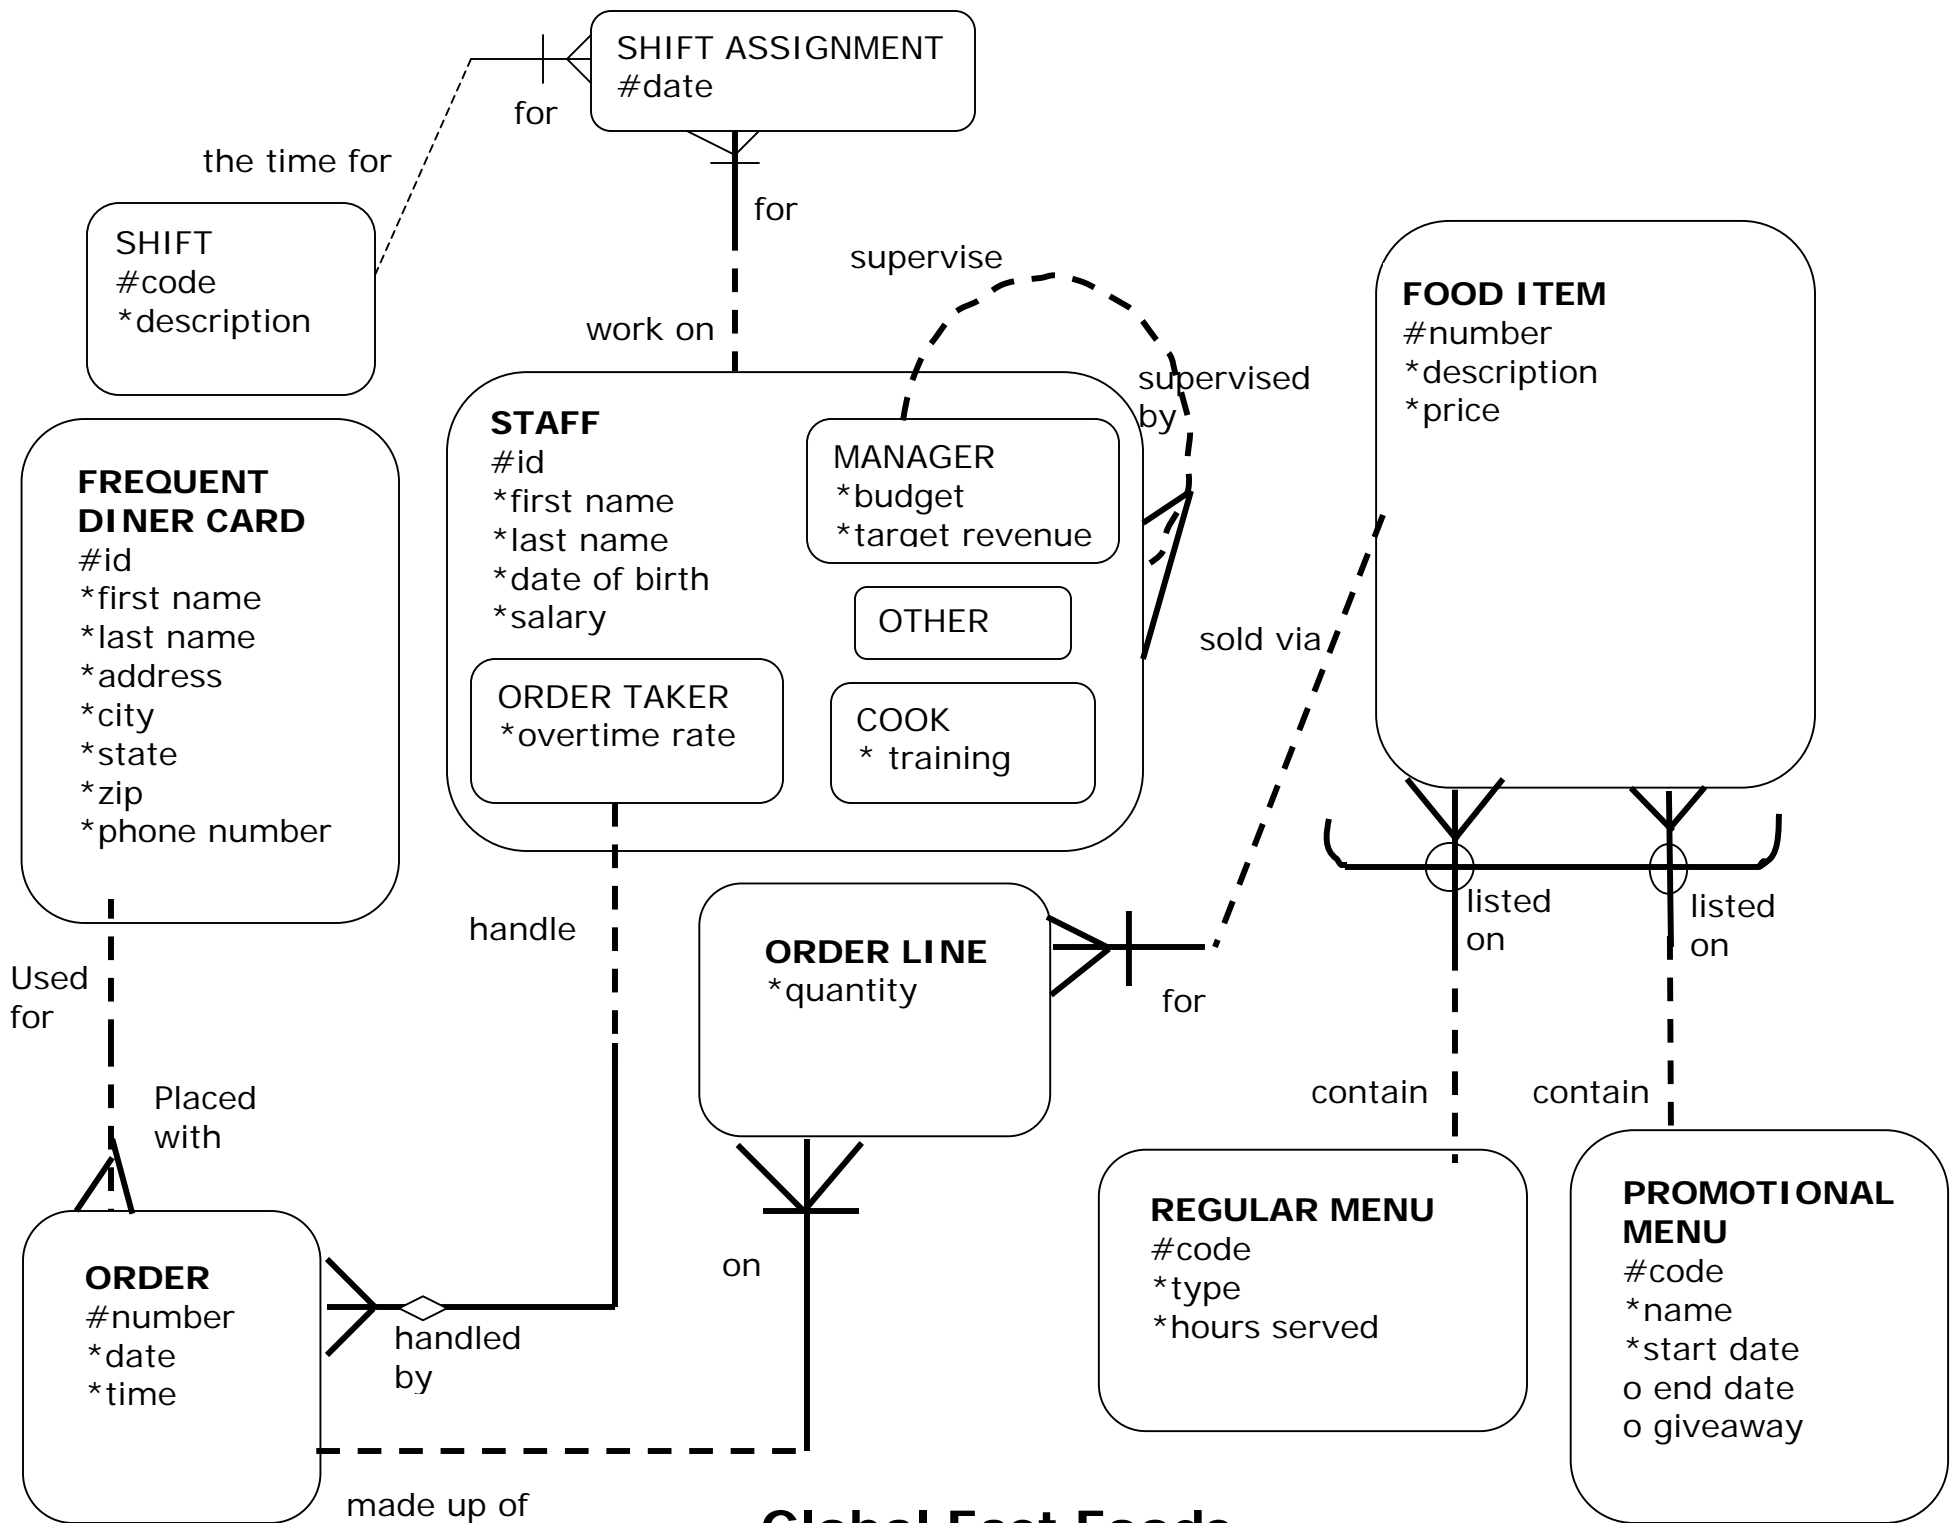 SHIFT ASSIGNMENT
#date
for
the time for
for
SHIFT
#code
*description
supervise
work on
supervised
by
FOOD ITEM
#number
*description
*price
STAFF
#id
*first name
*last name
*date of birth
*salary
MANAGER
*budget
*target revenue
OTHER
ORDER TAKER
*overtime rate
COOK
* training
FREQUENT
DINER CARD
#id
*first name
*last name
*address
*city
*state
*zip
*phone number
sold via
handle
listed
on
listed
on
ORDER LINE
*quantity
for
Used
for
Placed
with
contain
contain
ORDER
#number
*date
*time
handled
by
on
REGULAR MENU
#code
*type
*hours served
PROMOTIONAL
MENU
#code
*name
*start date
o end date
o giveaway
made up of
Global Fast Foods